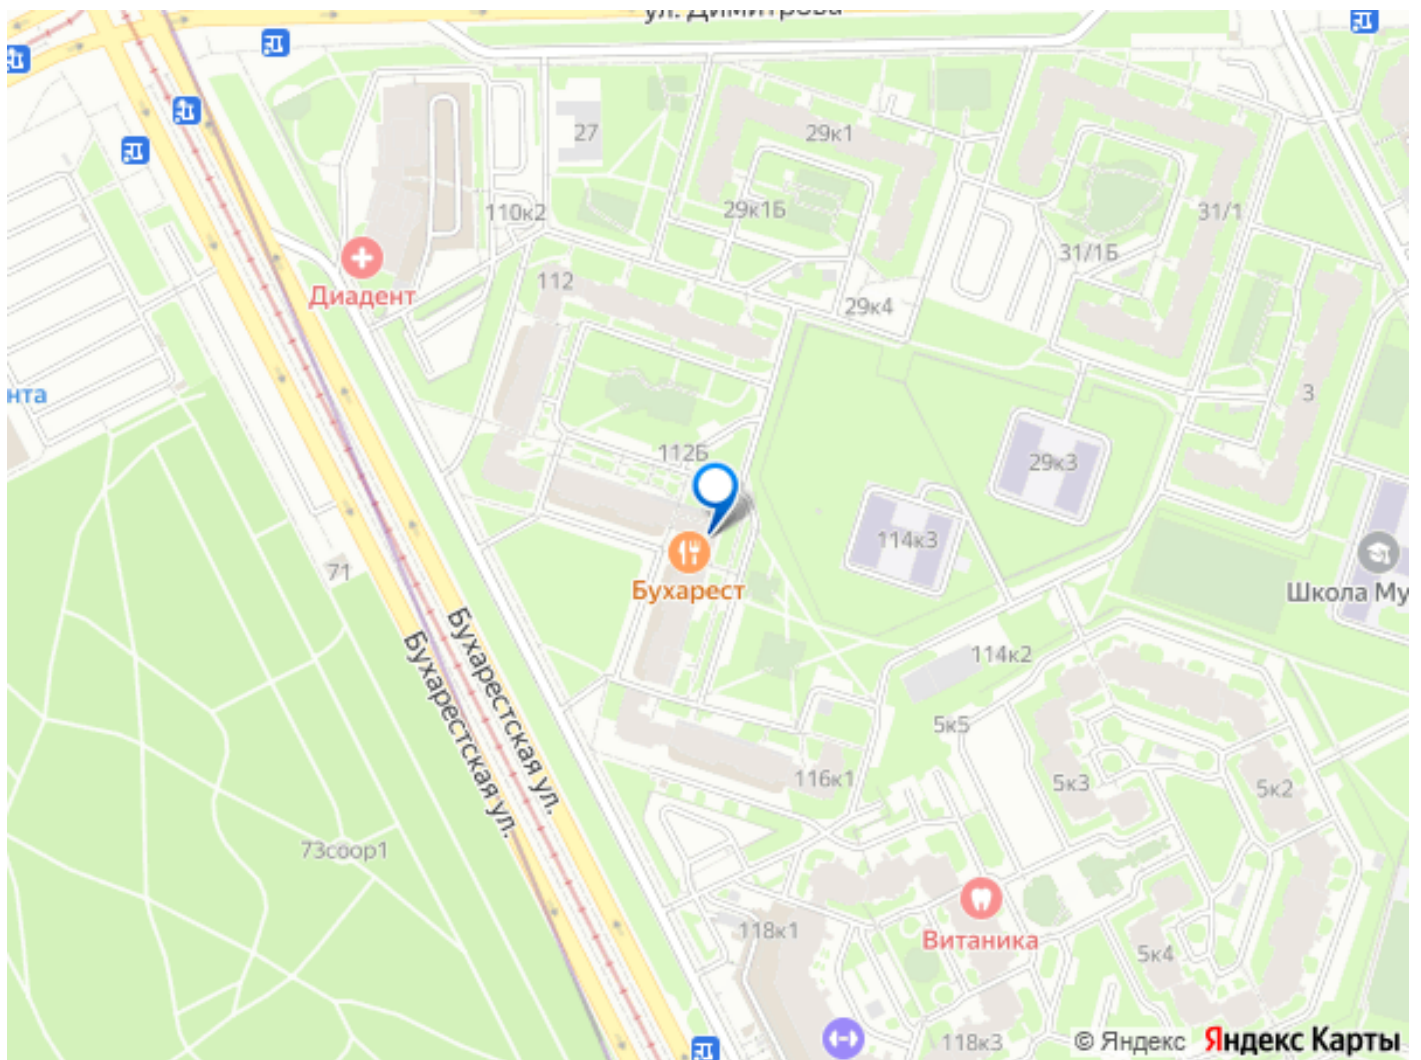 ул. Димитрова
27
29к1
110к2
29к1Б
31/1
31/1Б
112
Диадент
29к4
нта
3
112Б
29к3
114к3
71
Бухарест
Школа Му
Бухарестская ул.
Бухарестская ул.
114к2
5к5
116к1
5к3
5к2
73соор1
118к1
Витаника
5к4
118к3
© Яндекс Яндекс Карты